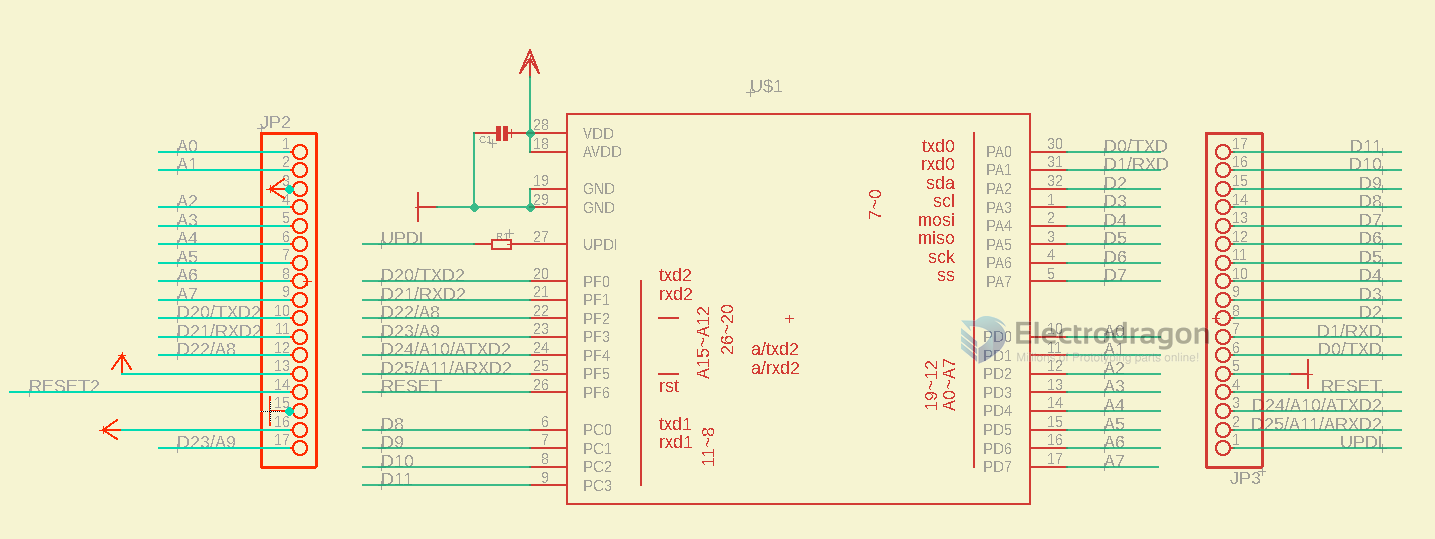 U$1
JP2
A0 1
A1 2
3
A2 4
A3 5
A4 6
A5 7
A6 8
A7 9
D20/TXD2 10
D21/RXD2 11
D22/A8 12
13
RESET2 14
15
16
D23/A9 17
C1
28 VDD
18 AVDD
19 GND
29 GND
UPDI R1 27 UPDI
D20/TXD2 20 PF0 txd2
D21/RXD2 21 PF1 rxd2
D22/A8 22 PF2
D23/A9 23 PF3
D24/A10/ATXD2 24 PF4 a/txd2
D25/A11/ARXD2 25 PF5 a/rxd2
RESET 26 PF6 rst
A15~A12
26~20
D8 6 PC0 txd1
D9 7 PC1 rxd1
D10 8 PC2
D11 9 PC3
11~8
7~0
txd0 PA0 30 D0/TXD
rxd0 PA1 31 D1/RXD
sda PA2 32 D2
scl PA3 1 D3
mosi PA4 2 D4
miso PA5 3 D5
sck PA6 4 D6
ss PA7 5 D7
19~12
A0~A7
PD0 10 A0
PD1 11 A1
PD2 12 A2
PD3 13 A3
PD4 14 A4
PD5 15 A5
PD6 16 A6
PD7 17 A7
Electrodragon
Millions of Prototyping parts online!
17 D11
16 D10
15 D9
14 D8
13 D7
12 D6
11 D5
10 D4
9 D3
8 D2
7 D1/RXD
6 D0/TXD
5
4 RESET
3 D24/A10/ATXD2
2 D25/A11/ARXD2
1 UPDI
JP3